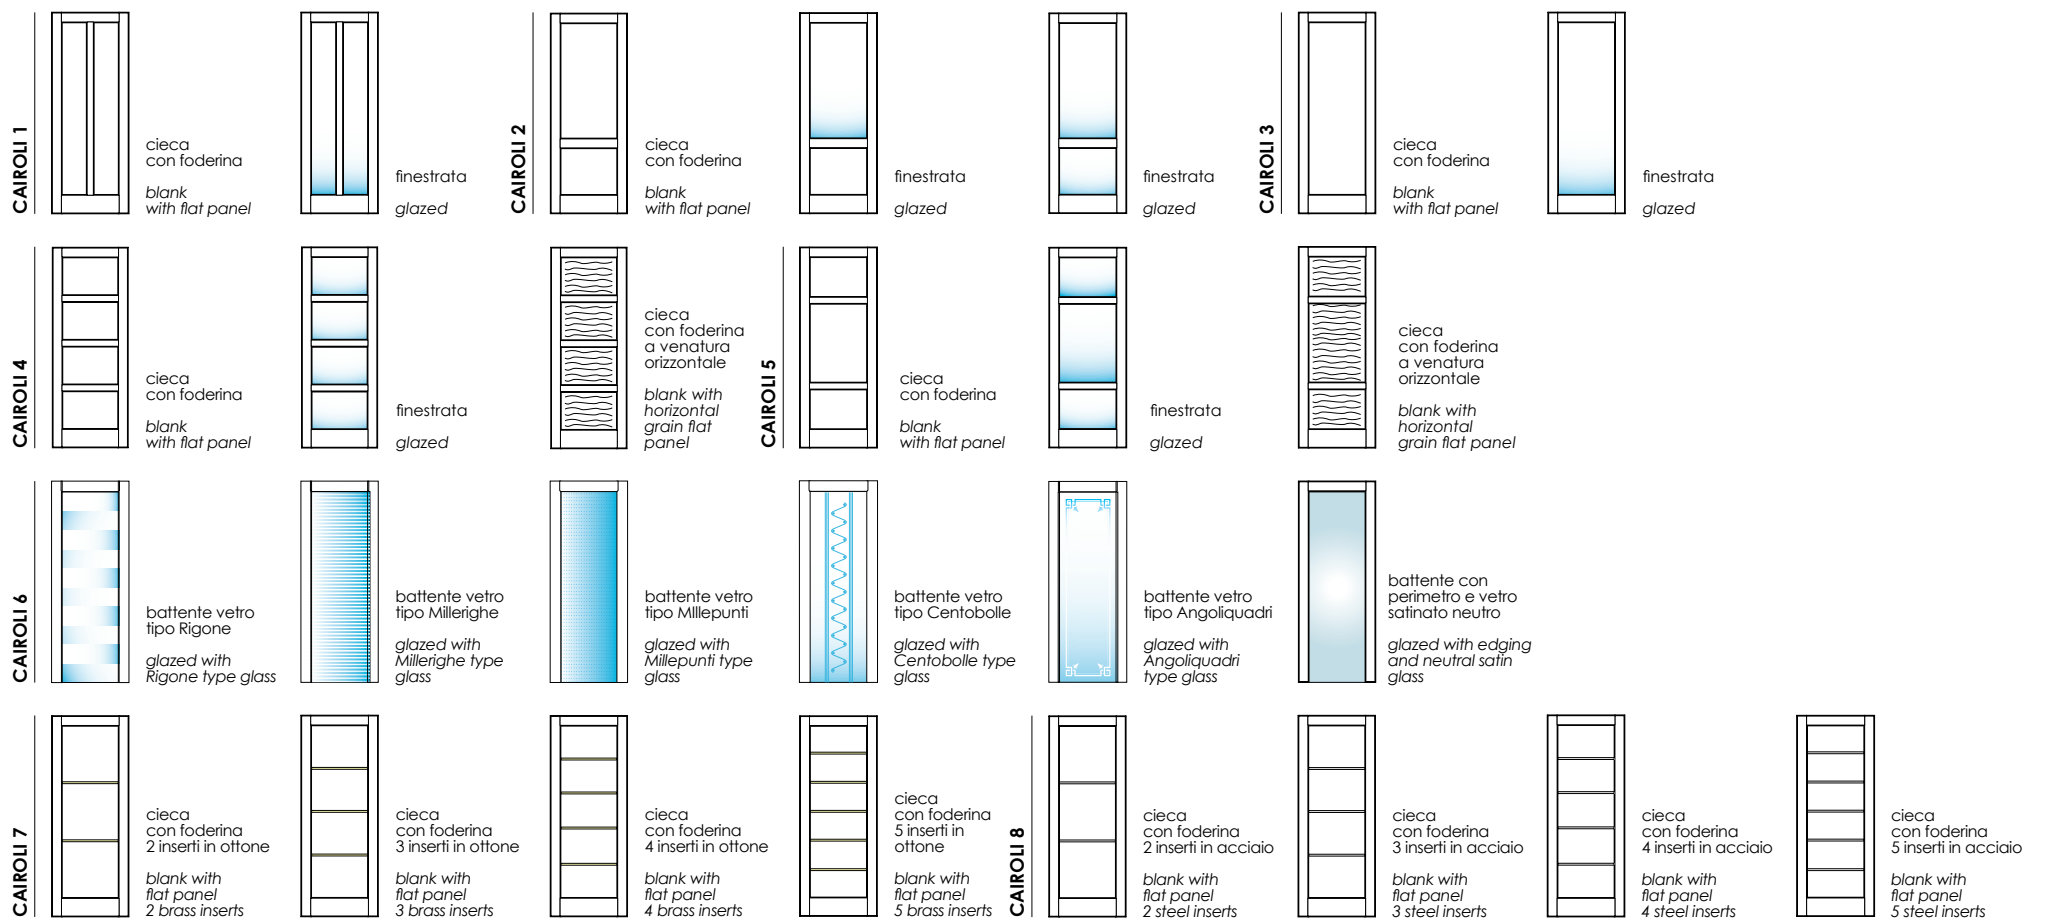 CAIROLI 1
cieca
con foderina
blank
with flat panel
finestrata
glazed
CAIROLI 2
cieca
con foderina
blank
with flat panel
finestrata
glazed
finestrata
glazed
CAIROLI 3
cieca
con foderina
blank
with flat panel
finestrata
glazed
CAIROLI 4
cieca
con foderina
blank
with flat panel
finestrata
glazed
cieca
con foderina
a venatura
orizzontale
blank with
horizontal
grain flat
panel
CAIROLI 5
cieca
con foderina
blank
with flat panel
finestrata
glazed
cieca
con foderina
a venatura
orizzontale
blank with
horizontal
grain flat panel
CAIROLI 6
battente vetro
tipo Rigone
glazed with
Rigone type glass
battente vetro
tipo Millerighe
glazed with
Millerighe type
glass
battente vetro
tipo MIllepunti
glazed with
Millepunti type
glass
battente vetro
tipo Centobolle
glazed with
Centobolle type
glass
battente vetro
tipo Angoliquadri
glazed with
Angoliquadri
type glass
battente con
perimetro e vetro
satinato neutro
glazed with edging
and neutral satin
glass
CAIROLI 7
cieca
con foderina
2 inserti in ottone
blank with
flat panel
2 brass inserts
cieca
con foderina
3 inserti in ottone
blank with
flat panel
3 brass inserts
cieca
con foderina
4 inserti in ottone
blank with
flat panel
4 brass inserts
cieca
con foderina
5 inserti in
ottone
blank with
flat panel
5 brass inserts
CAIROLI 8
cieca
con foderina
2 inserti in acciaio
blank with
flat panel
2 steel inserts
cieca
con foderina
3 inserti in acciaio
blank with
flat panel
3 steel inserts
cieca
con foderina
4 inserti in acciaio
blank with
flat panel
4 steel inserts
cieca
con foderina
5 inserti in acciaio
blank with
flat panel
5 steel inserts